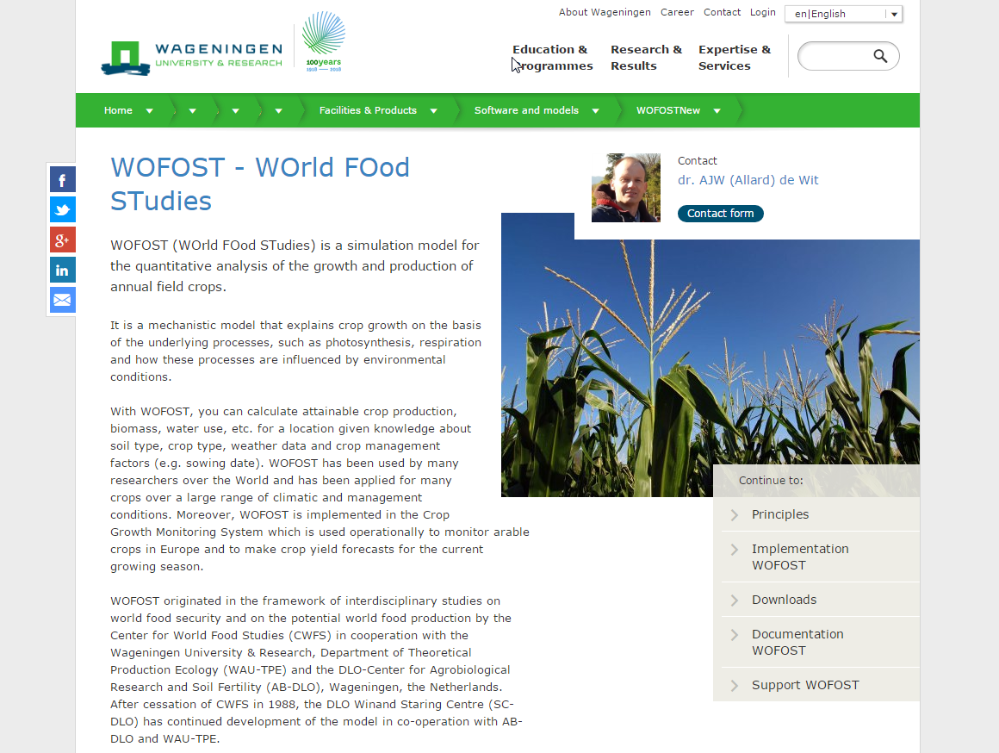 About Wageningen Career Contact Login en|English
WAGENINGEN
UNIVERSITY & RESEARCH
100years
1918 — 2018
Education &
Programmes
Research &
Results
Expertise &
Services
Home
Facilities & Products
Software and models
WOFOSTNew
WOFOST - WOrld FOod
STudies
Contact
dr. AJW (Allard) de Wit
Contact form
f
g+
in
WOFOST (WOrld FOod STudies) is a simulation model for
the quantitative analysis of the growth and production of
annual field crops.
It is a mechanistic model that explains crop growth on the basis
of the underlying processes, such as photosynthesis, respiration
and how these processes are influenced by environmental
conditions.
With WOFOST, you can calculate attainable crop production,
biomass, water use, etc. for a location given knowledge about
soil type, crop type, weather data and crop management
factors (e.g. sowing date). WOFOST has been used by many
researchers over the World and has been applied for many
crops over a large range of climatic and management
conditions. Moreover, WOFOST is implemented in the Crop
Growth Monitoring System which is used operationally to monitor arable
crops in Europe and to make crop yield forecasts for the current
growing season.
WOFOST originated in the framework of interdisciplinary studies on
world food security and on the potential world food production by the
Center for World Food Studies (CWFS) in cooperation with the
Wageningen University & Research, Department of Theoretical
Production Ecology (WAU-TPE) and the DLO-Center for Agrobiological
Research and Soil Fertility (AB-DLO), Wageningen, the Netherlands.
After cessation of CWFS in 1988, the DLO Winand Staring Centre (SC-
DLO) has continued development of the model in co-operation with AB-
DLO and WAU-TPE.
Continue to:
Principles
Implementation
WOFOST
Downloads
Documentation
WOFOST
Support WOFOST